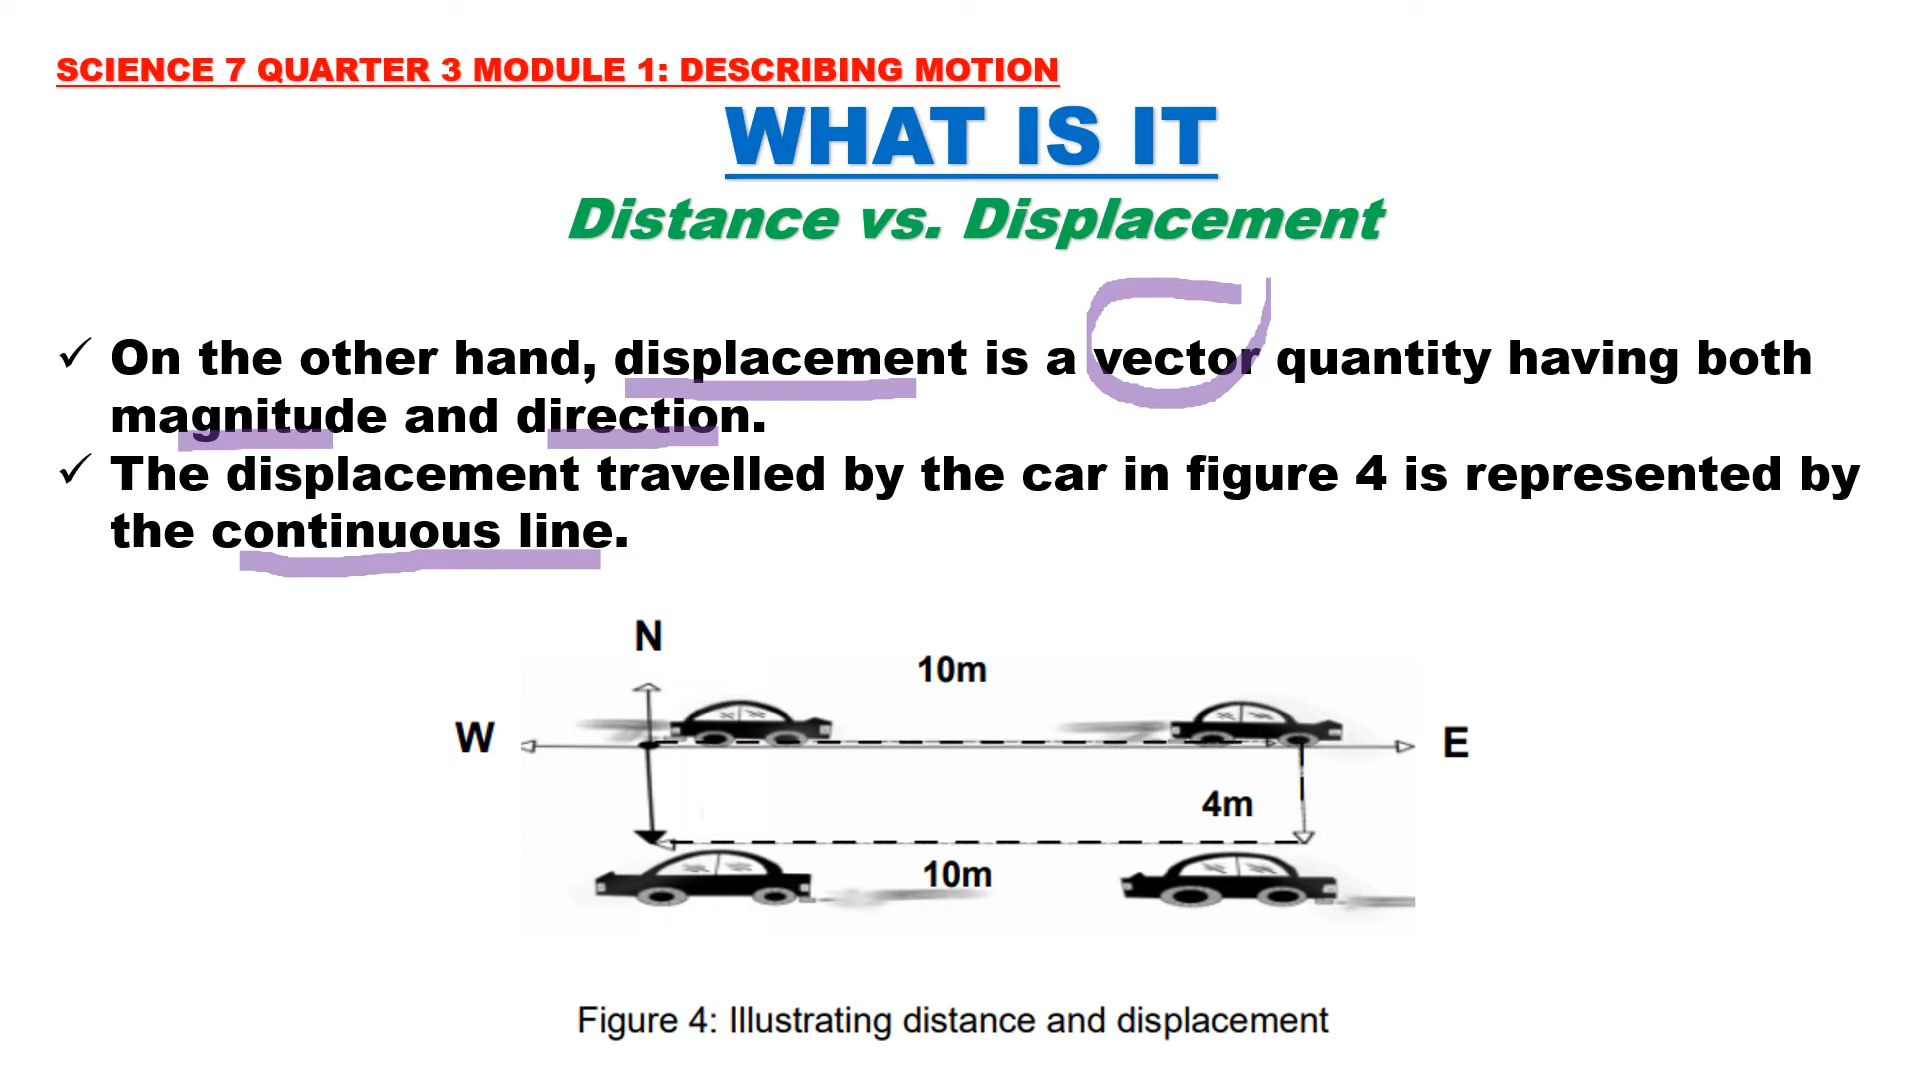 SCIENCE 7 QUARTER 3 MODULE 1: DESCRIBING MOTION
WHAT IS IT
Distance vs. Displacement
✓ On the other hand, displacement is a vector quantity having both
magnitude and direction.
✓ The displacement travelled by the car in figure 4 is represented by
the continuous line.
N
10m
W
E
4m
10m
Figure 4: Illustrating distance and displacement